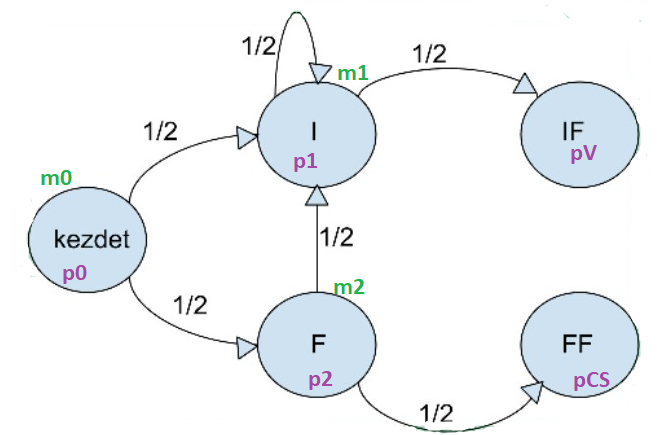 1/2
m1
1/2
I
p1
IF
pV
1/2
m0
kezdet
p0
1/2
m2
1/2
F
p2
FF
pCS
1/2